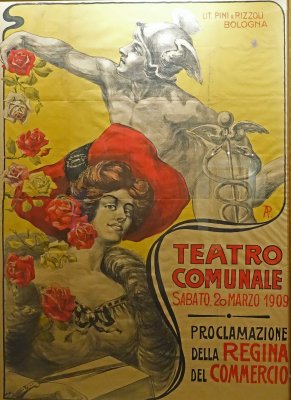 LIT. PINI & RIZZOLI
BOLOGNA
TEATRO
COMUNALE
SABATO, 20 MARZO 1909
PROCLAMAZIONE
DELLA REGINA
DEL COMMERCIO